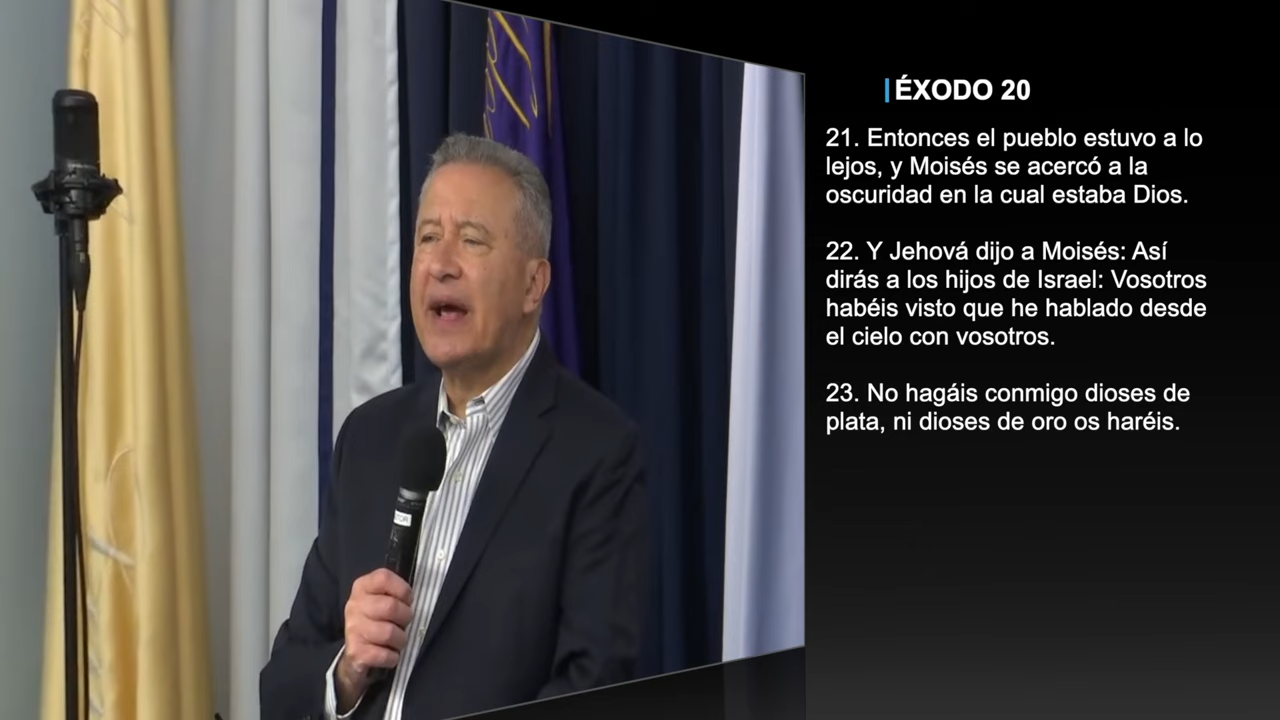 ÉXODO 20
21. Entonces el pueblo estuvo a lo
lejos, y Moisés se acercó a la
oscuridad en la cual estaba Dios.
22. Y Jehová dijo a Moisés: Así
dirás a los hijos de Israel: Vosotros
habéis visto que he hablado desde
el cielo con vosotros.
23. No hagáis conmigo dioses de
plata, ni dioses de oro os haréis.